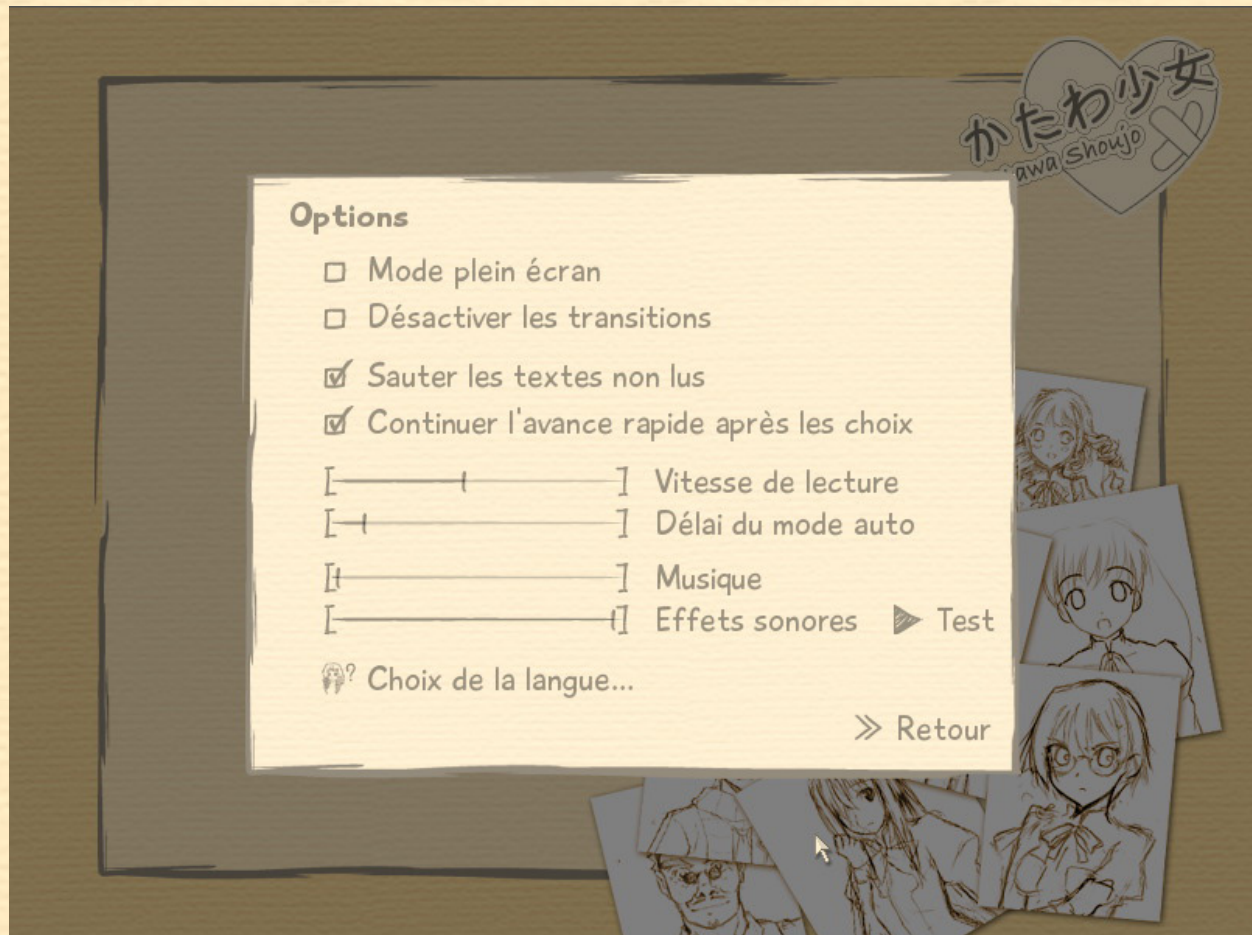 かたわ少女
awa Shoujo
Options
Mode plein écran
Désactiver les transitions
Sauter les textes non lus
Continuer l'avance rapide après les choix
Vitesse de lecture
Délai du mode auto
Musique
Effets sonores Test
? Choix de la langue...
Retour